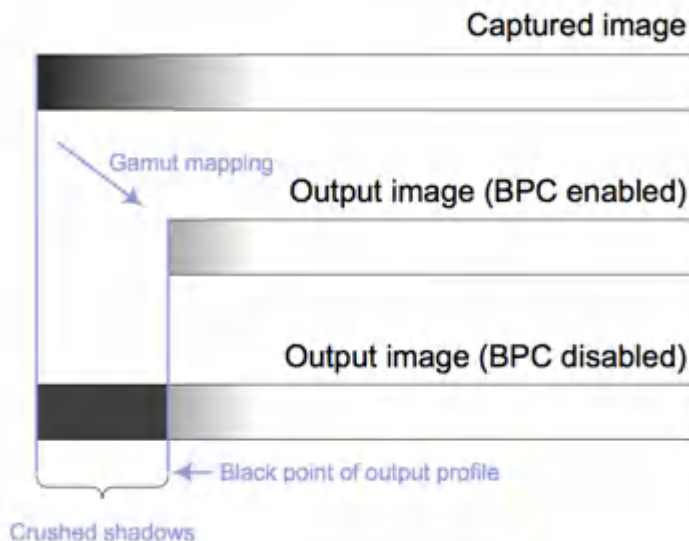 Captured image
Gamut mapping
Output image (BPC enabled)
Output image (BPC disabled)
Black point of output profile
Crushed shadows